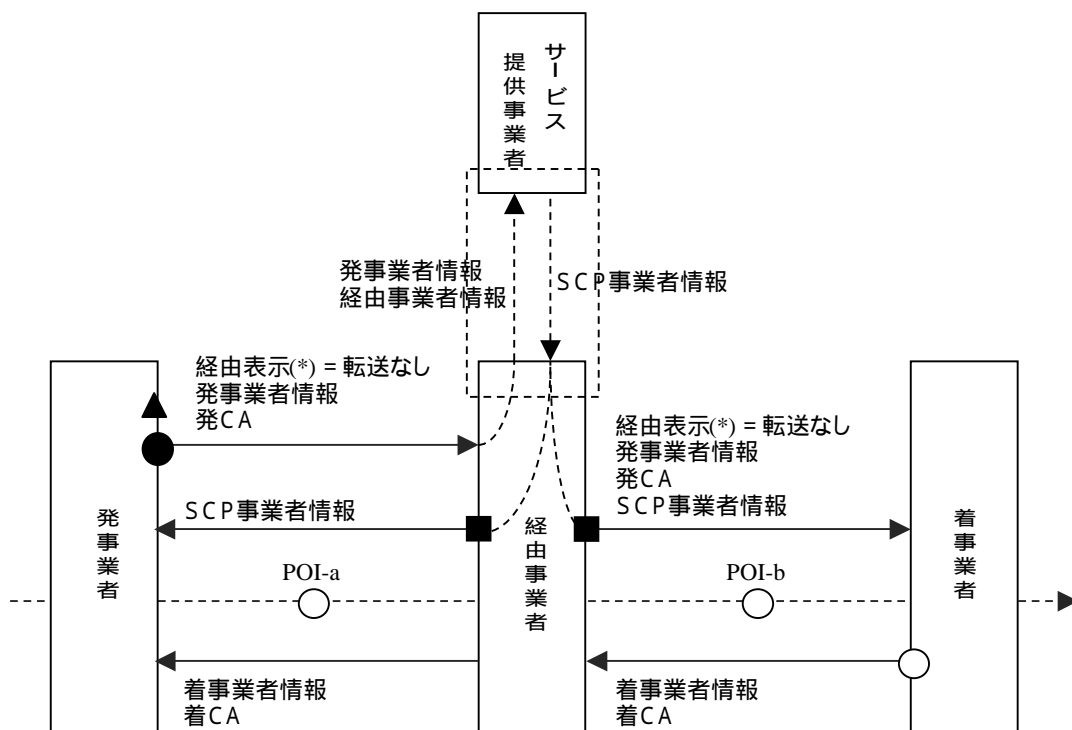 サービス
提供事業者
発事業者情報
経由事業者情報
SCP事業者情報
経由表示(*) = 転送なし
発事業者情報
発CA
経由表示(*) = 転送なし
発事業者情報
発CA
SCP事業者情報
SCP事業者情報
発事業者
経由事業者
着事業者
POI-a
POI-b
着事業者情報
着CA
着事業者情報
着CA